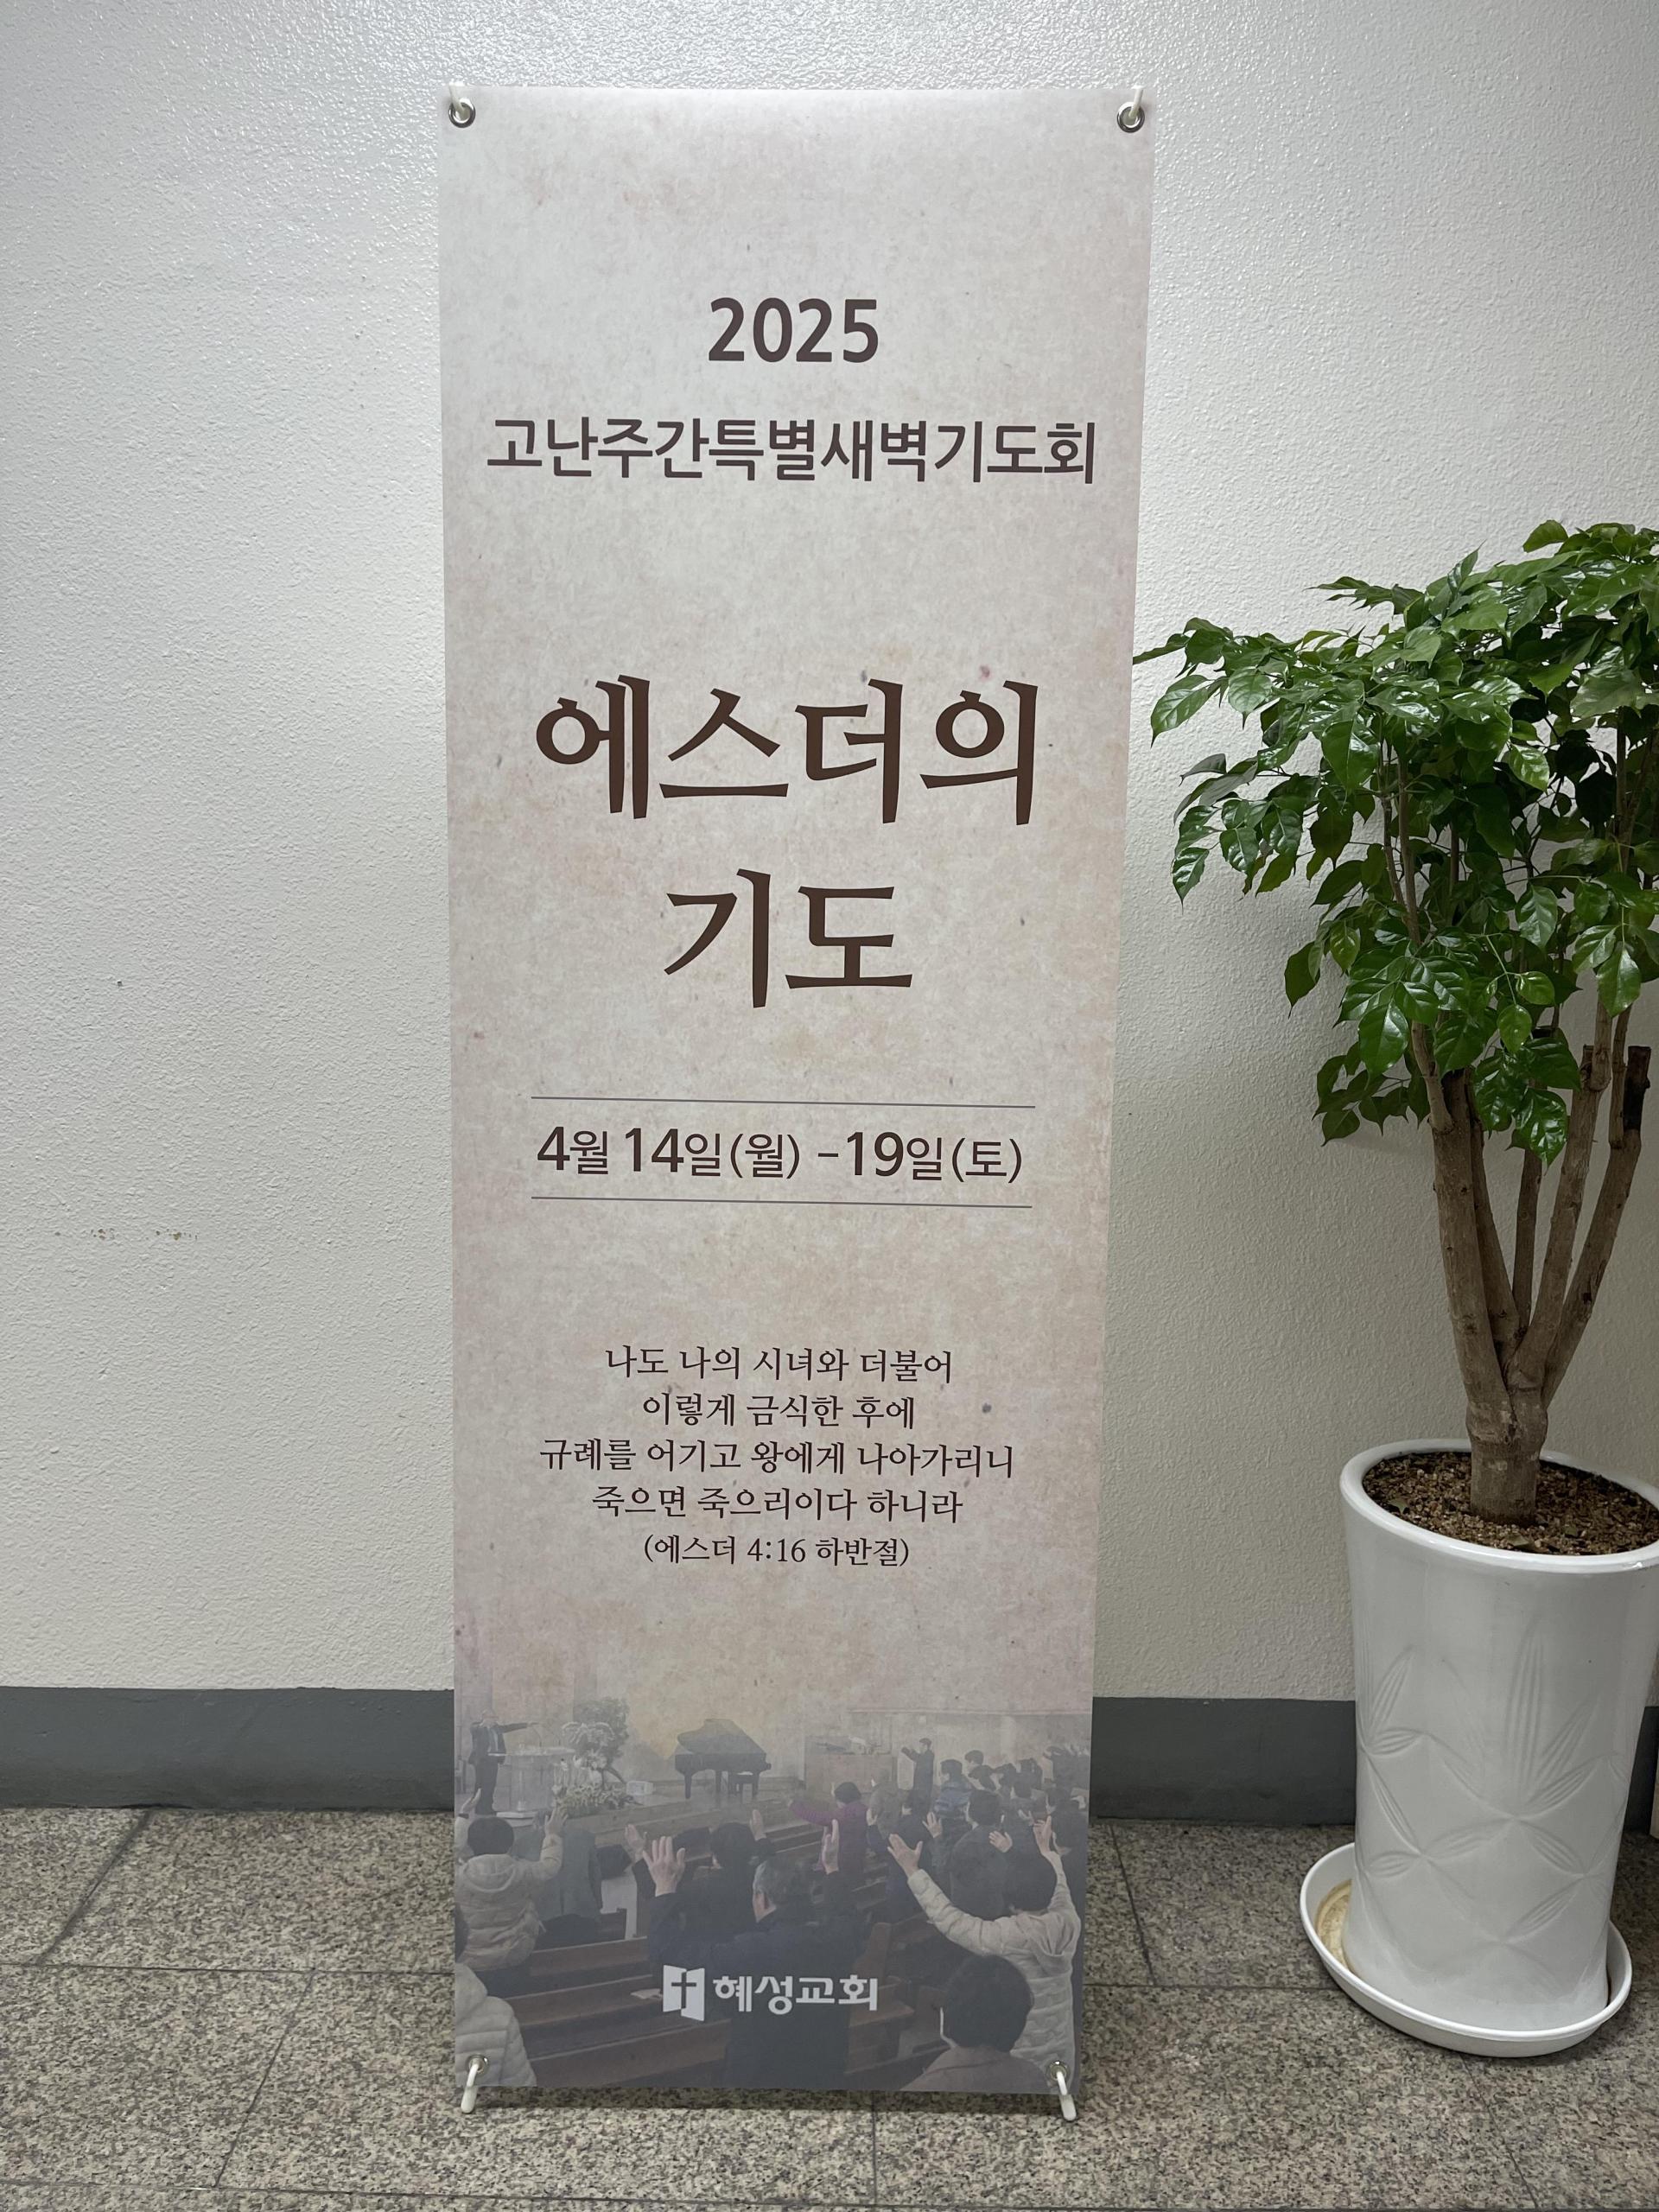 2025
고난주간특별새벽기도회
에스더의
기도
4월 14일(월) -19일(토)
나도 나의 시녀와 더불어
이렇게 금식한 후에
규례를 어기고 왕에게 나아가리니
죽으면 죽으리이다 하니라
(에스더 4:16 하반절)
혜성교회